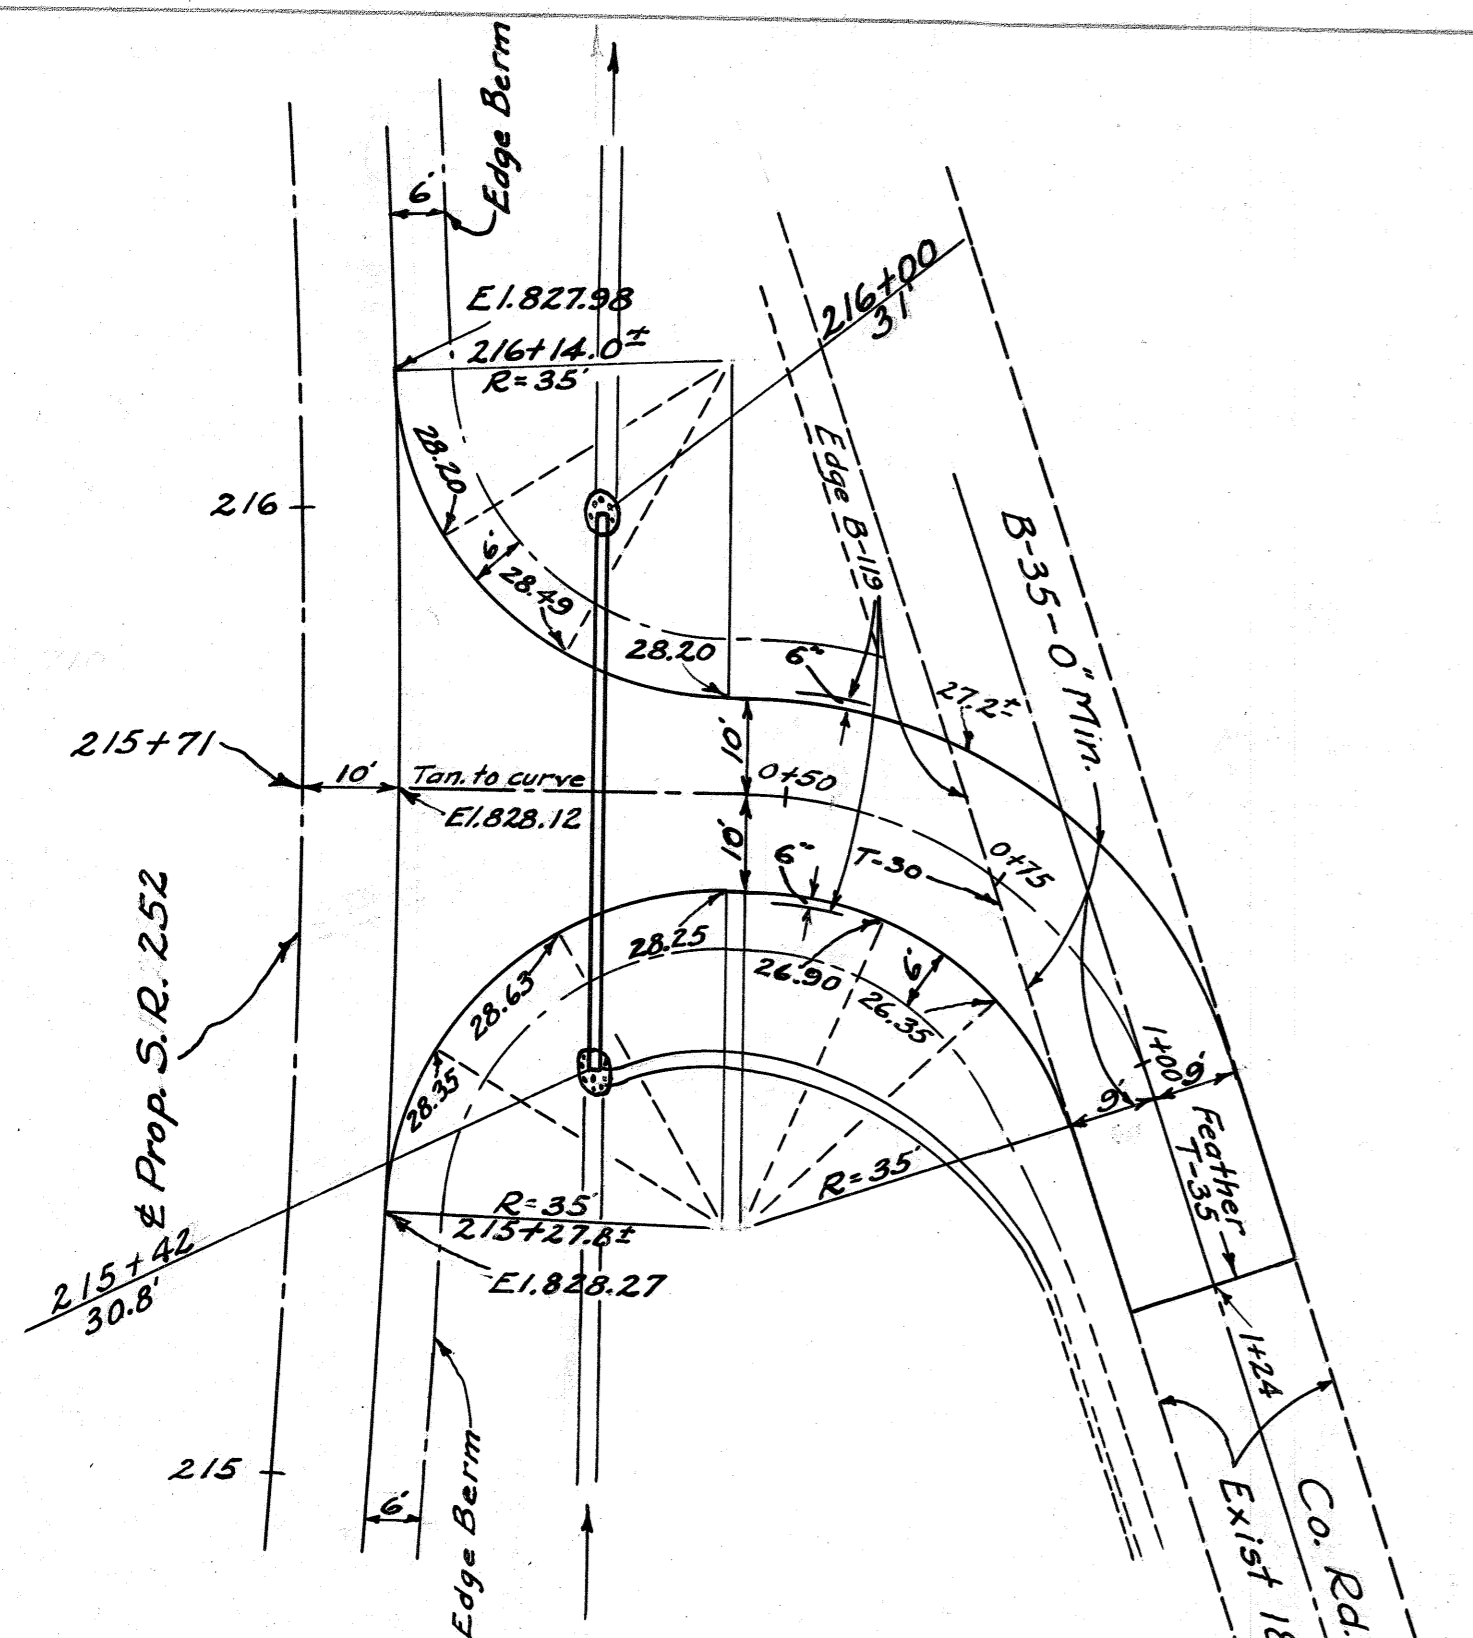 Edge Berm
6'
El. 827.98
216+14.0±
R=35'
216+00
31'
28.20
216
6'
28.49
Edge B-119
B-35-0" Min.
28.20
6"
27.2±
215+71
10'
Tan. to curve
El. 828.12
10'
0+50
10'
6"
T-30
0+75
℄ Prop. S.R. 252
28.25
28.63
26.90
6'
26.35
28.35
1+00
9'
9'
Feather
T-35
R=35'
R=35'
215+27.8±
El. 828.27
215+42
30.8'
1+24
215
6'
Edge Berm
Exist 18
Co. Rd.